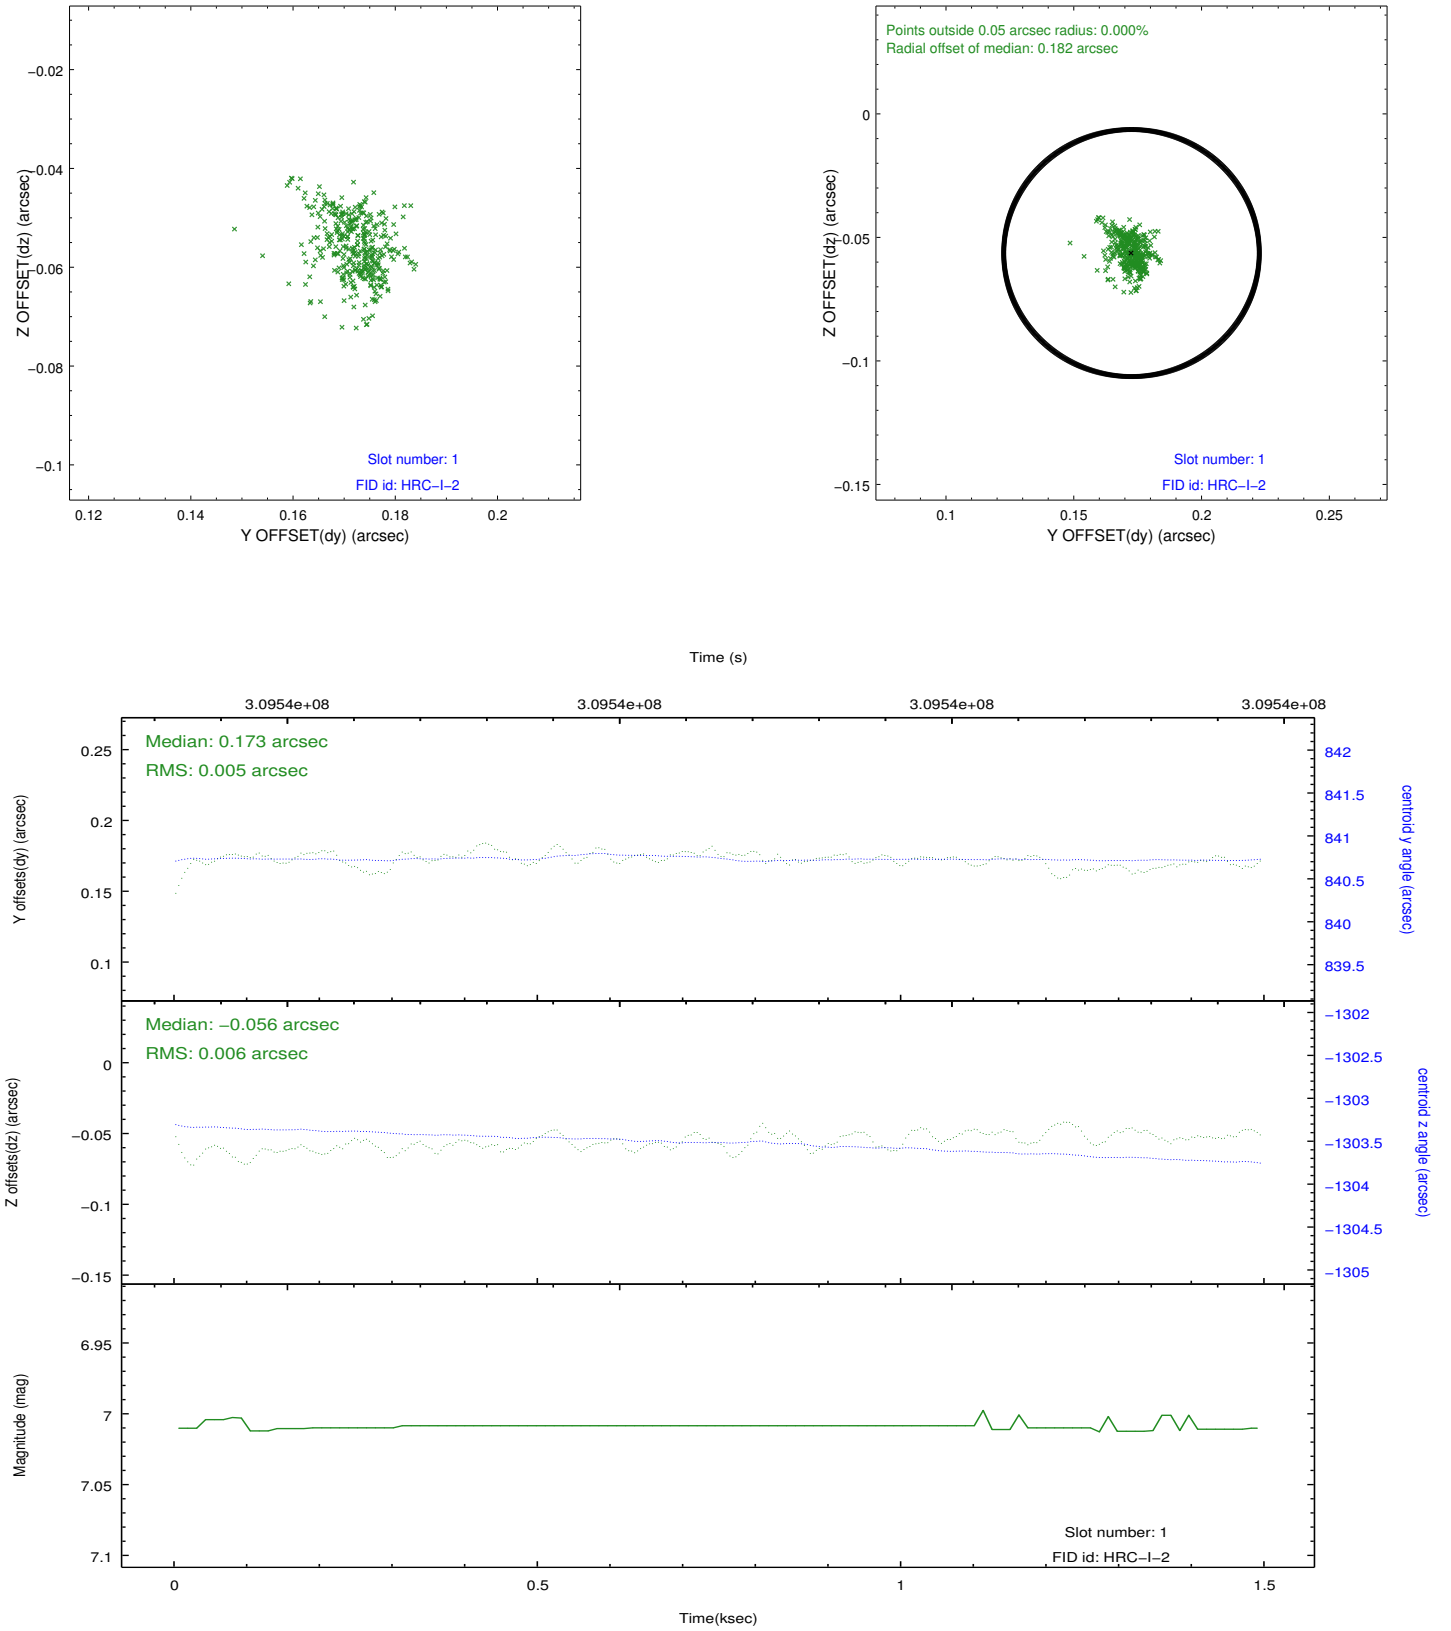 −0.02
−0.04
−0.06
−0.08
−0.1
Z OFFSET(dz) (arcsec)
Slot number: 1
FID id: HRC−I−2
0.12 0.14 0.16 0.18 0.2
Y OFFSET(dy) (arcsec)
Points outside 0.05 arcsec radius: 0.000%
Radial offset of median: 0.182 arcsec
0
−0.05
−0.1
−0.15
Z OFFSET(dz) (arcsec)
Slot number: 1
FID id: HRC−I−2
0.1 0.15 0.2 0.25
Y OFFSET(dy) (arcsec)
Time (s)
3.0954e+08 3.0954e+08 3.0954e+08 3.0954e+08
Median: 0.173 arcsec
RMS: 0.005 arcsec
0.25
0.2
0.15
0.1
Y offsets(dy) (arcsec)
842
841.5
841
840.5
840
839.5
centroid y angle (arcsec)
Median: −0.056 arcsec
RMS: 0.006 arcsec
0
−0.05
−0.1
−0.15
Z offsets(dz) (arcsec)
−1302
−1302.5
−1303
−1303.5
−1304
−1304.5
−1305
centroid z angle (arcsec)
6.95
7
7.05
7.1
Magnitude (mag)
Slot number: 1
FID id: HRC−I−2
0 0.5 1 1.5
Time(ksec)